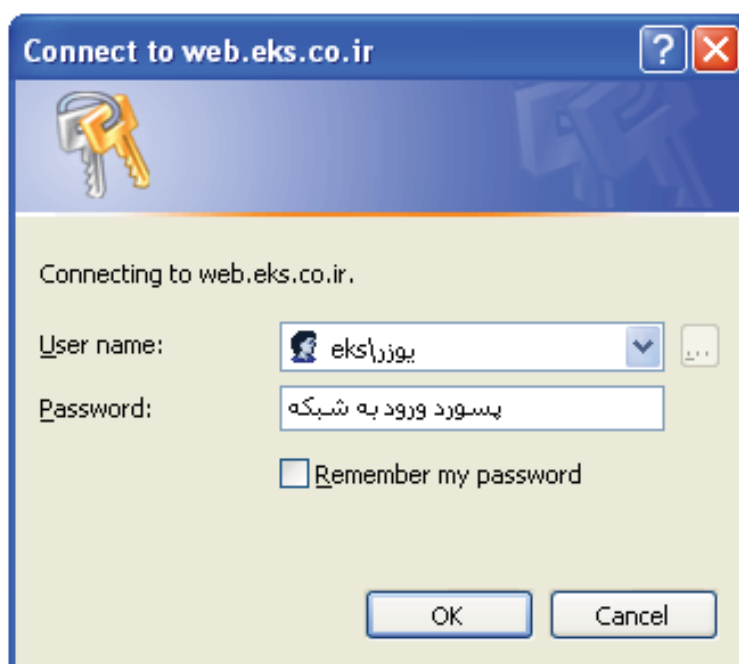 Connect to web.eks.co.ir
Connecting to web.eks.co.ir.
User name: eks\یوزر
Password: پسورد ورود به شبکه
Remember my password
OK Cancel